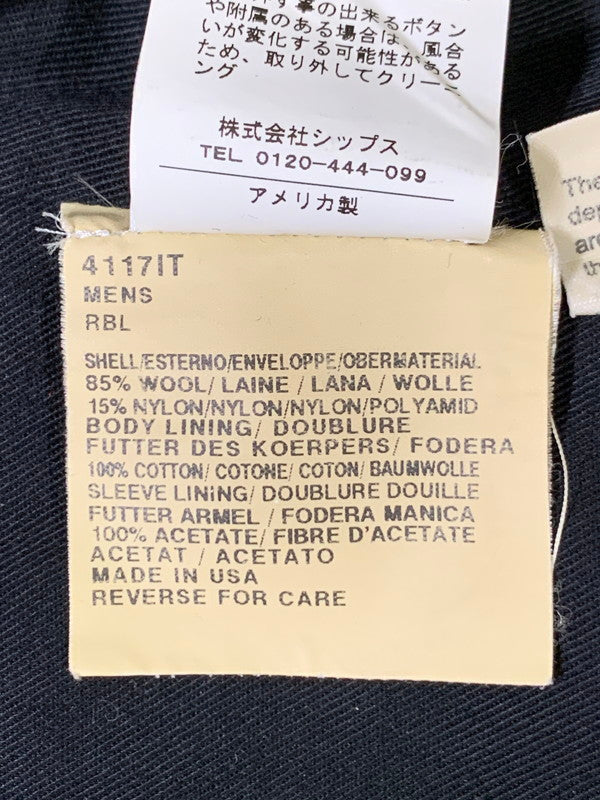 や附属のある場合は、風合
いが変化する可能性がある
ため、取り外してクリーニ
ング
株式会社シップス
TEL 0120-444-099
アメリカ製
4117IT
MENS
RBL
SHELL/ESTERNO/ENVELOPPE/OBERMATERIAL
85% WOOL/ LAINE / LANA / WOLLE
15% NYLON/NYLON/NYLON/POLYAMID
BODY LINING/ DOUBLURE
FUTTER DES KOERPERS/ FODERA
100% COTTON/ COTONE/ COTON/ BAUMWOLLE
SLEEVE LINING/ DOUBLURE DOUILLE
FUTTER ARMEL / FODERA MANICA
100% ACETATE/ FIBRE D'ACETATE
ACETAT / ACETATO
MADE IN USA
REVERSE FOR CARE